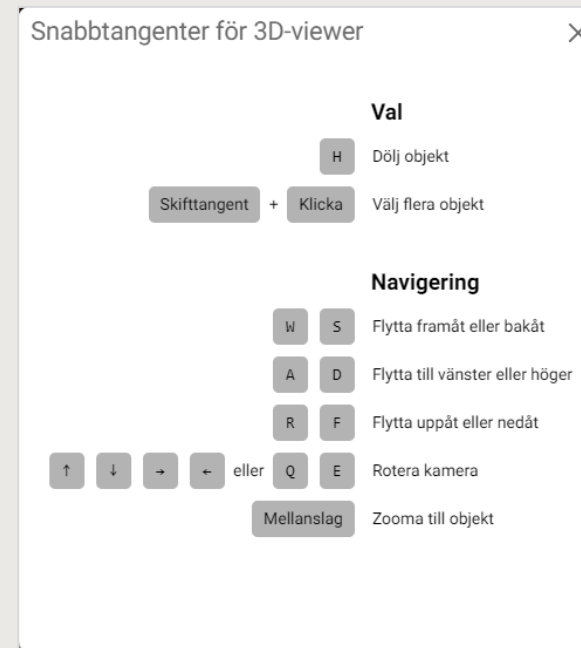 Snabbtangenter för 3D-viewer
Val
H Dölj objekt
Skifttangent + Klicka Välj flera objekt
Navigering
W S Flytta framåt eller bakåt
A D Flytta till vänster eller höger
R F Flytta uppåt eller nedåt
↑ ↓ → ← eller Q E Rotera kamera
Mellanslag Zooma till objekt